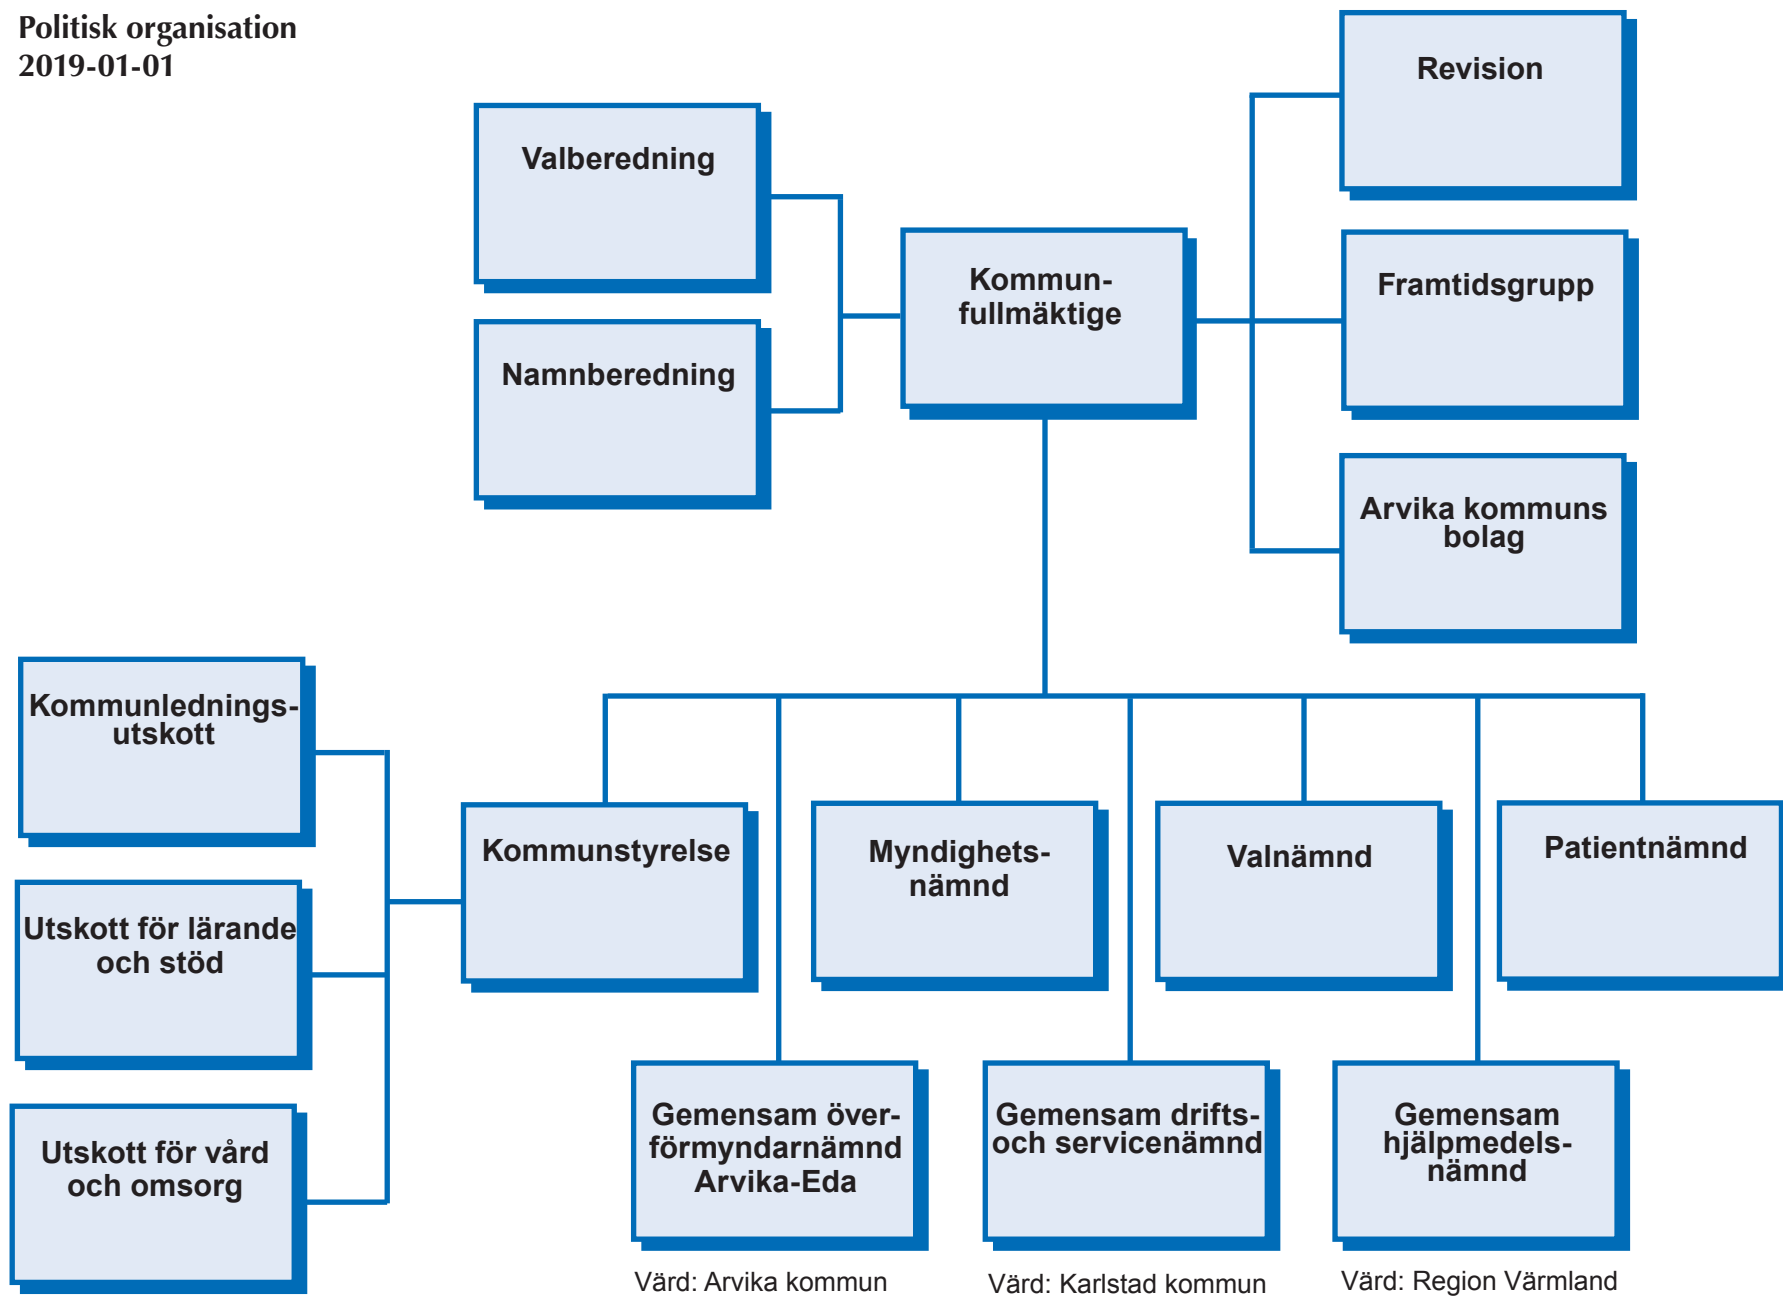 Politisk organisation
2019-01-01
Revision
Valberedning
Kommun-
fullmäktige
Framtidsgrupp
Namnberedning
Arvika kommuns
bolag
Kommunlednings-
utskott
Kommunstyrelse
Myndighets-
nämnd
Valnämnd
Patientnämnd
Utskott för lärande
och stöd
Utskott för vård
och omsorg
Gemensam över-
förmyndarnämnd
Arvika-Eda
Gemensam drifts-
och servicenämnd
Gemensam
hjälpmedels-
nämnd
Värd: Arvika kommun
Värd: Karlstad kommun
Värd: Region Värmland